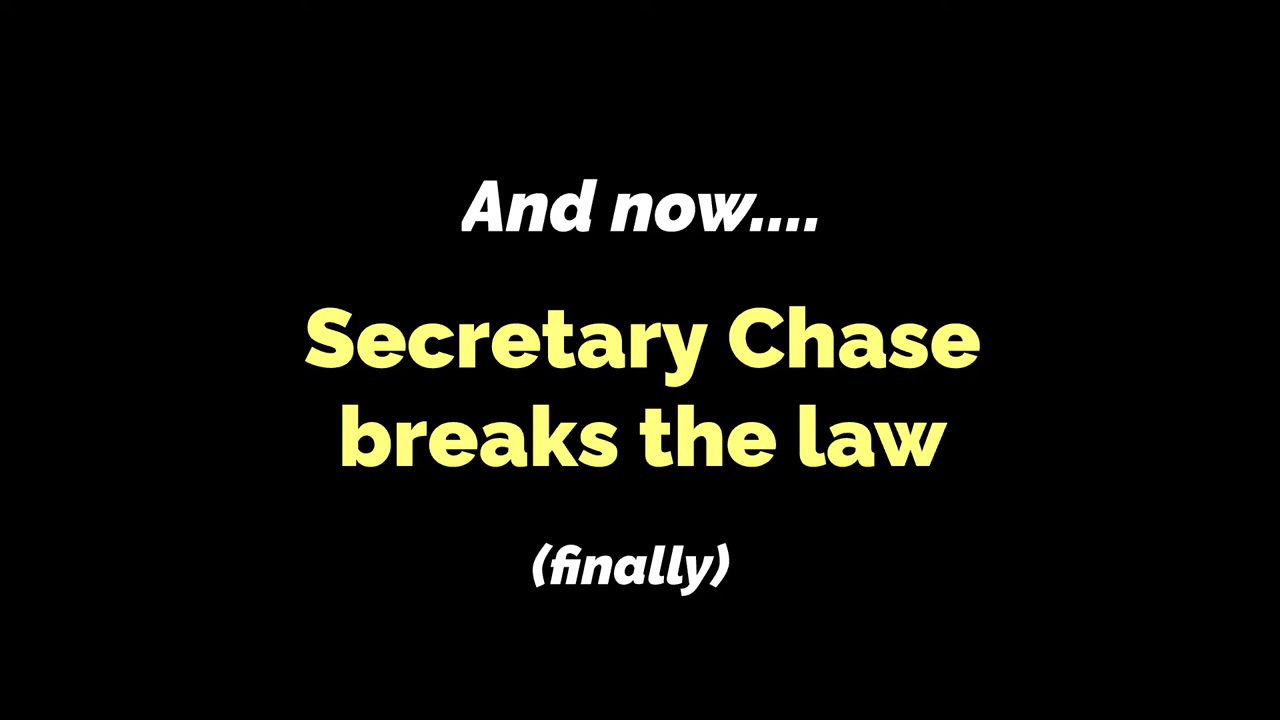 And now....
Secretary Chase
breaks the law
(finally)